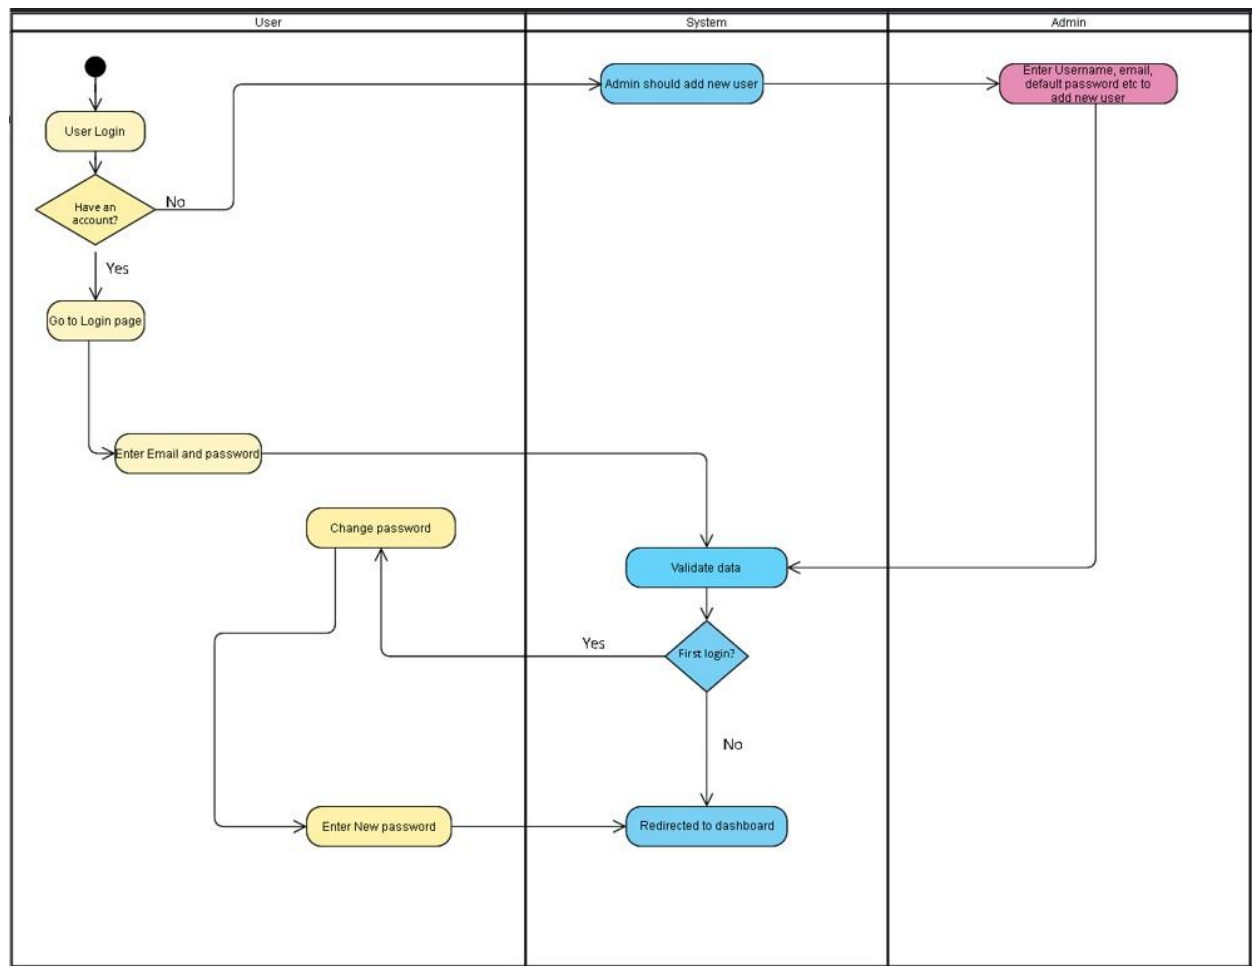 User
System
Admin
Admin should add new user
Enter Username, email,
default password etc to
add new user
User Login
No
Have an
account?
Yes
Go to Login page
Enter Email and password
Change password
Validate data
Yes
First login?
No
Enter New password
Redirected to dashboard